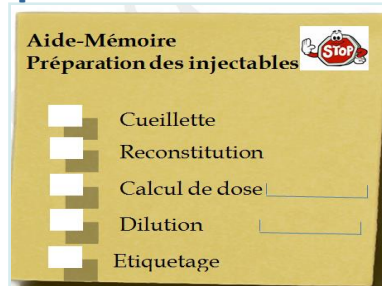 Aide-Mémoire
Préparation des injectables
STOP
Cueillette
Reconstitution
Calcul de dose
Dilution
Etiquetage